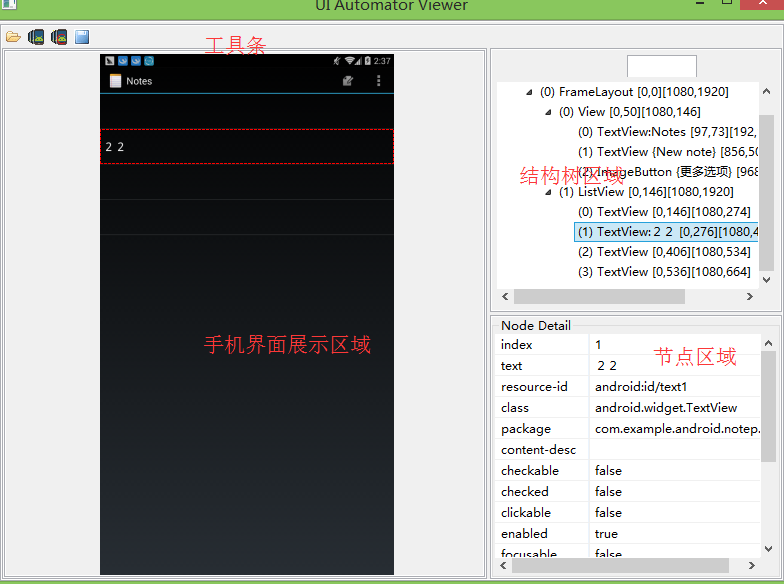 UI Automator Viewer
工具条
2:37
Notes
2 2
手机界面展示区域
(0) FrameLayout [0,0][1080,1920]
(0) View [0,50][1080,146]
(0) TextView:Notes [97,73][192,
(1) TextView {New note} [856,50
(2) ImageButton {更多选项} [968
结构树区域
(1) ListView [0,146][1080,1920]
(0) TextView [0,146][1080,274]
(1) TextView: 2 2 [0,276][1080,4
(2) TextView [0,406][1080,534]
(3) TextView [0,536][1080,664]
Node Detail
index 1
text 2 2
节点区域
resource-id android:id/text1
class android.widget.TextView
package com.example.android.notep.
content-desc
checkable false
checked false
clickable false
enabled true
focusable false